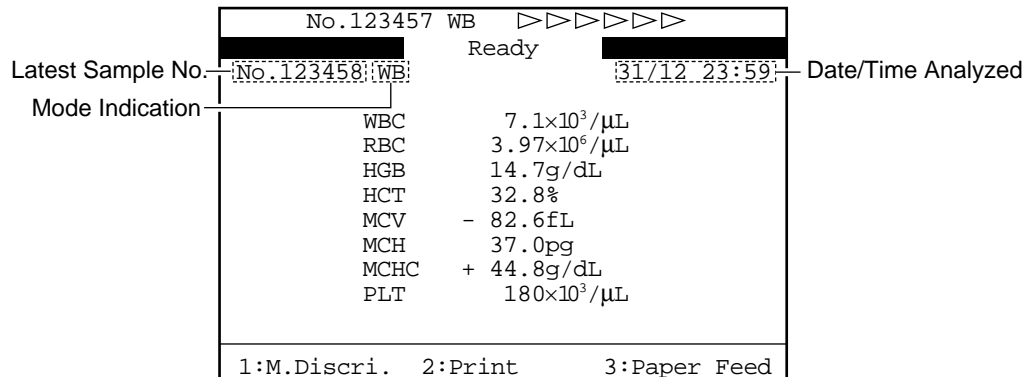 No.123457 WB ▷▷▷▷▷▷
Ready
Latest Sample No. No.123458 WB 31/12 23:59 Date/Time Analyzed
Mode Indication
WBC 7.1×10³/µL
RBC 3.97×10⁶/µL
HGB 14.7g/dL
HCT 32.8%
MCV - 82.6fL
MCH 37.0pg
MCHC + 44.8g/dL
PLT 180×10³/µL
1:M.Discri. 2:Print 3:Paper Feed